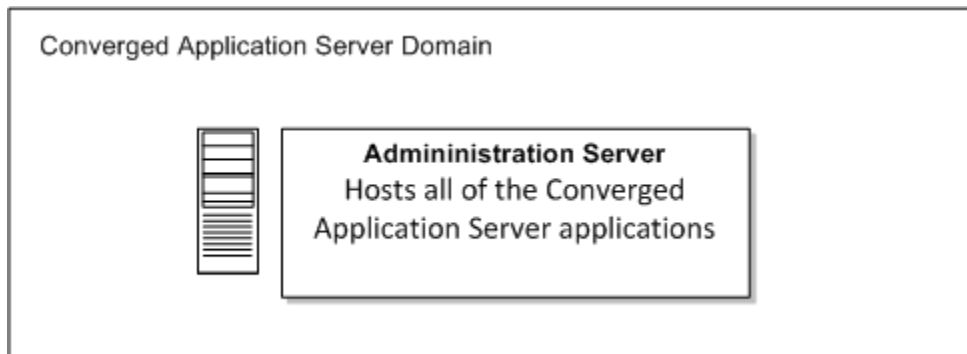 Converged Application Server Domain
Admininistration Server
Hosts all of the Converged
Application Server applications